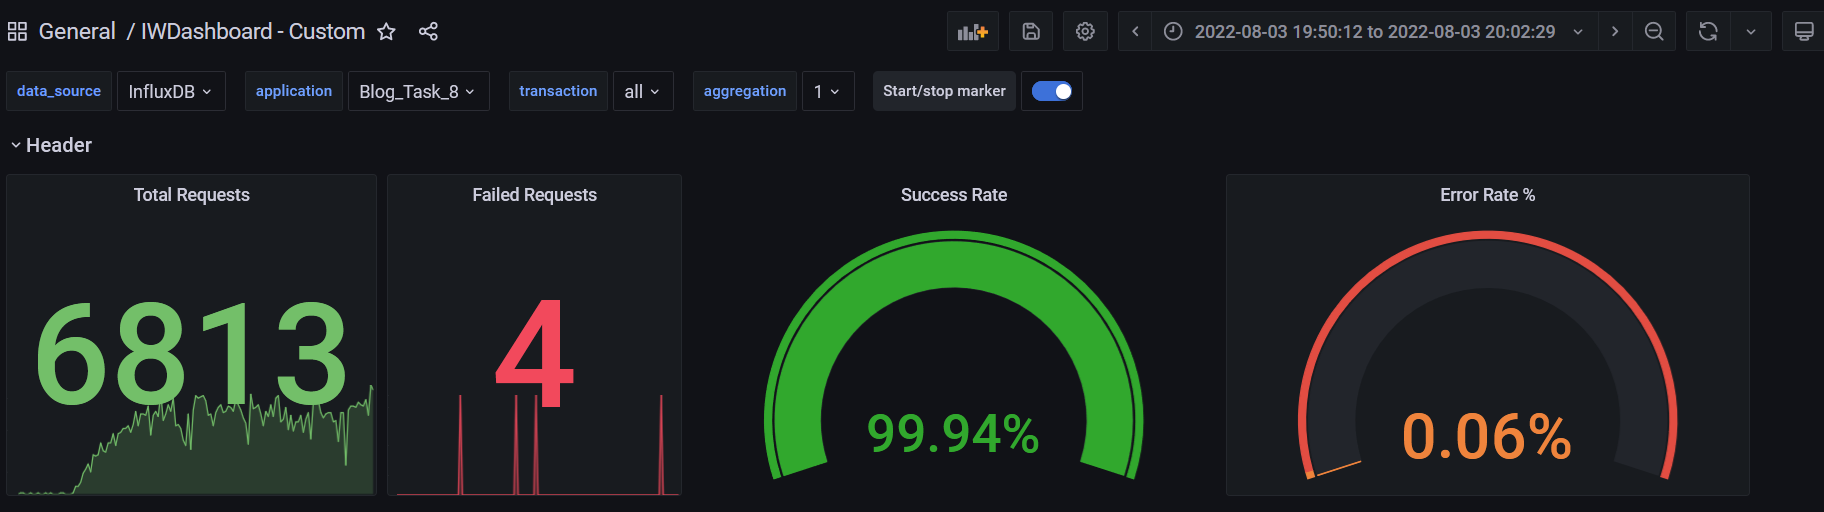 General / IWDashboard - Custom
2022-08-03 19:50:12 to 2022-08-03 20:02:29
data_source InfluxDB application Blog_Task_8 transaction all aggregation 1 Start/stop marker
Header
Total Requests Failed Requests Success Rate Error Rate %
6813 4 99.94% 0.06%